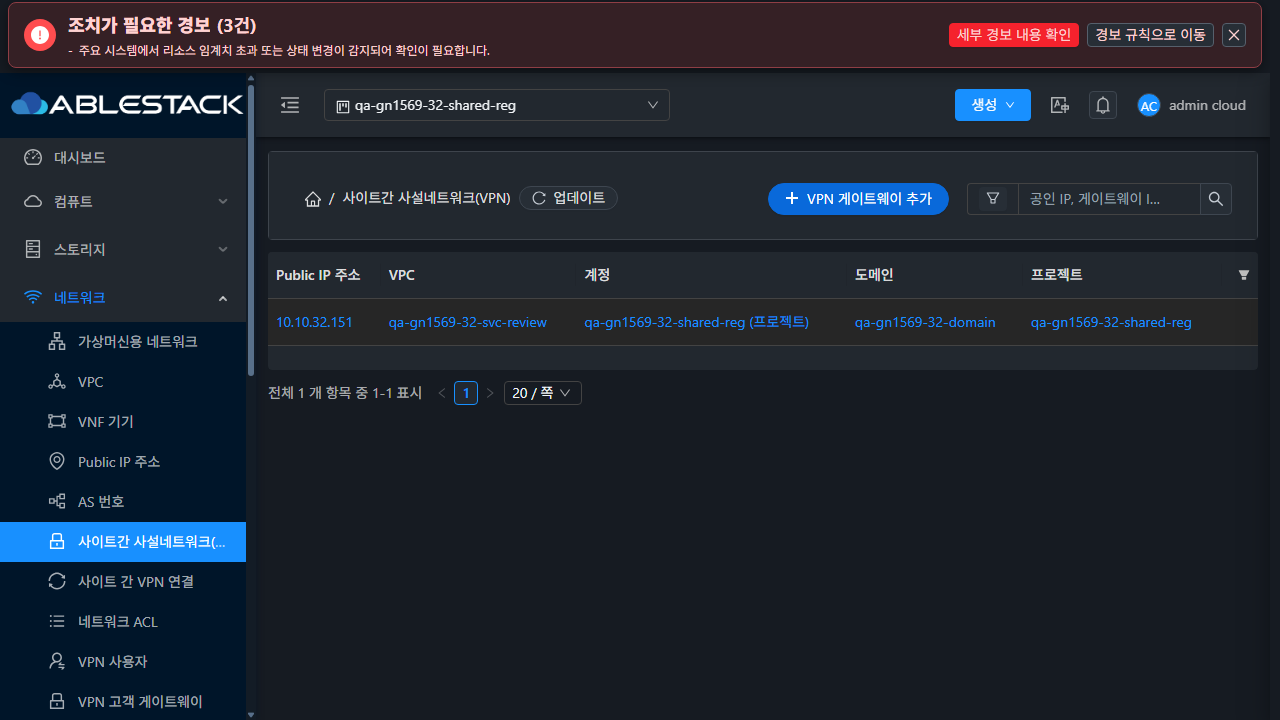 조치가 필요한 경보 (3건)
- 주요 시스템에서 리소스 임계치 초과 또는 상태 변경이 감지되어 확인이 필요합니다.
세부 경보 내용 확인
경보 규칙으로 이동
ABLESTACK
qa-gn1569-32-shared-reg
생성
AC
admin cloud
대시보드
컴퓨트
스토리지
네트워크
가상머신용 네트워크
VPC
VNF 기기
Public IP 주소
AS 번호
사이트간 사설네트워크(...
사이트 간 VPN 연결
네트워크 ACL
VPN 사용자
VPN 고객 게이트웨이
/ 사이트간 사설네트워크(VPN)
업데이트
VPN 게이트웨이 추가
공인 IP, 게이트웨이 I...
Public IP 주소 VPC 계정 도메인 프로젝트
10.10.32.151 qa-gn1569-32-svc-review qa-gn1569-32-shared-reg (프로젝트) qa-gn1569-32-domain qa-gn1569-32-shared-reg
전체 1 개 항목 중 1-1 표시 1 20 / 쪽